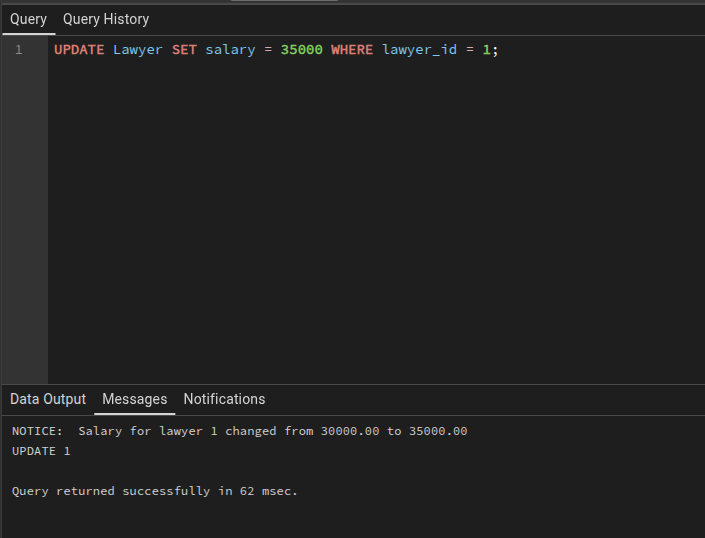 Query Query History
1 UPDATE Lawyer SET salary = 35000 WHERE lawyer_id = 1;
Data Output Messages Notifications
NOTICE:  Salary for lawyer 1 changed from 30000.00 to 35000.00
UPDATE 1
Query returned successfully in 62 msec.